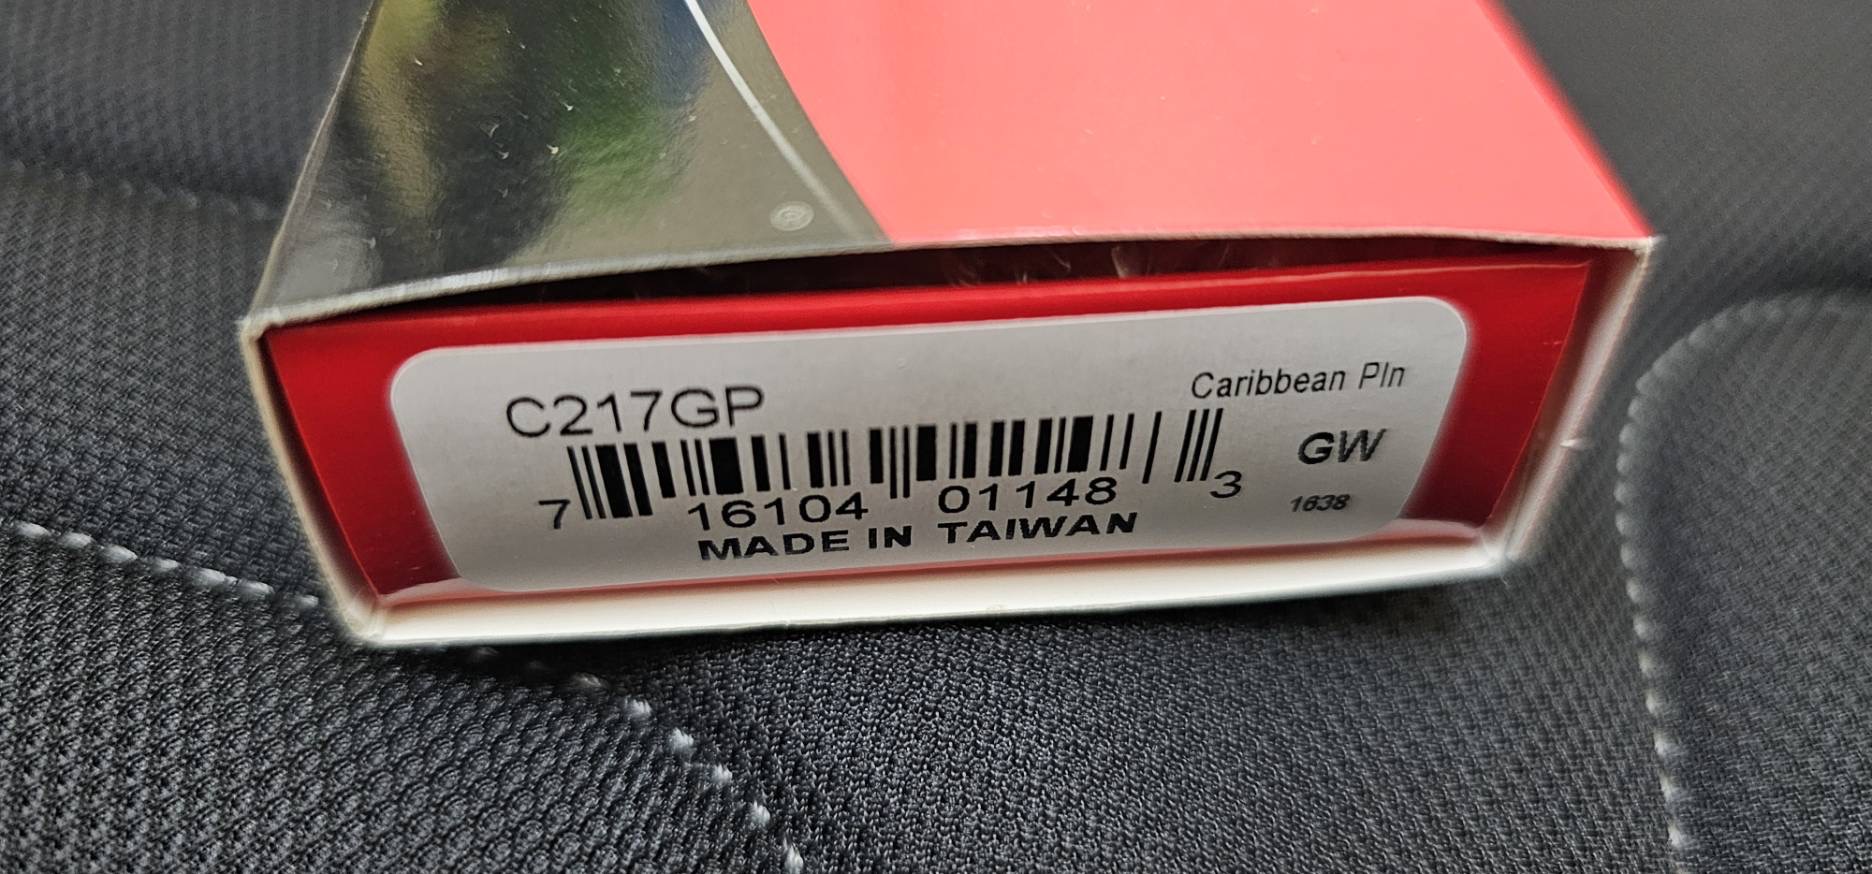 C217GP
Caribbean Pln
7 16104 01148 3
GW
1638
MADE IN TAIWAN